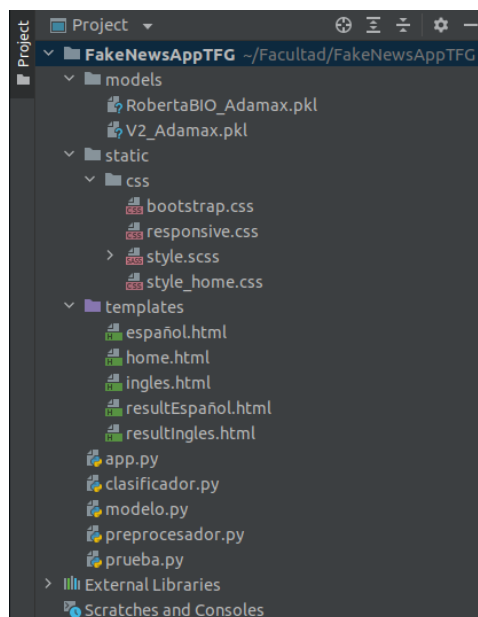 Project
Project
FakeNewsAppTFG ~/Facultad/FakeNewsAppTFG
models
RobertaBIO_Adamax.pkl
V2_Adamax.pkl
static
css
bootstrap.css
responsive.css
style.scss
style_home.css
templates
español.html
home.html
ingles.html
resultEspañol.html
resultIngles.html
app.py
clasificador.py
modelo.py
preprocesador.py
prueba.py
External Libraries
Scratches and Consoles